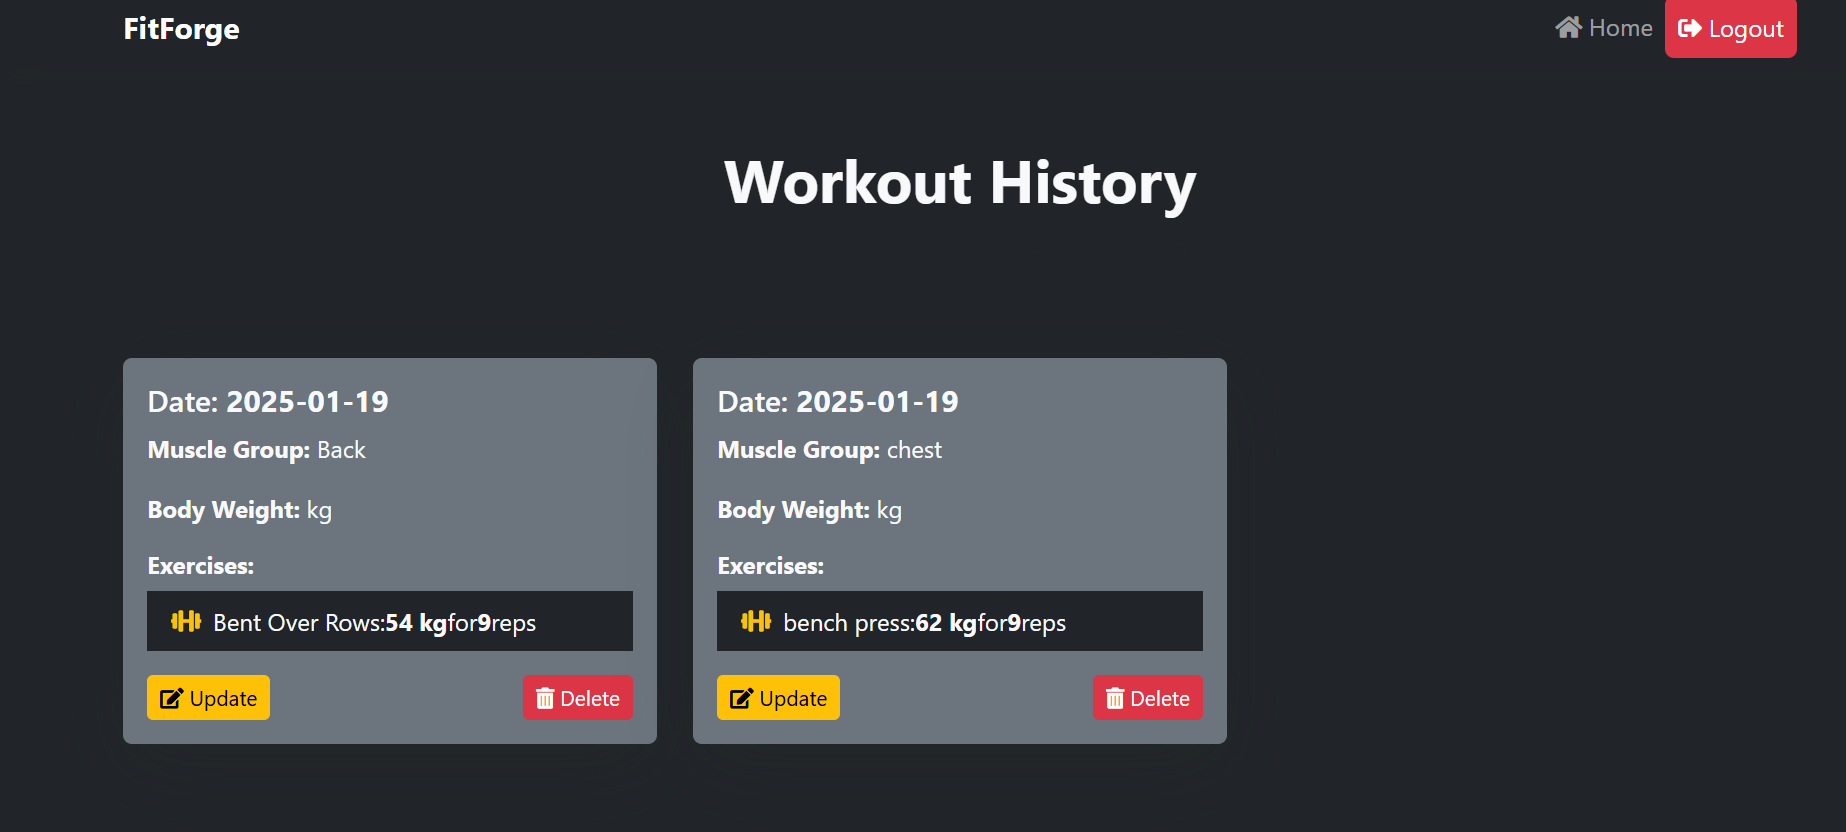 FitForge
Home
Logout
Workout History
Date: 2025-01-19
Muscle Group: Back
Body Weight: kg
Exercises:
Bent Over Rows:54 kgfor9reps
Update
Delete
Date: 2025-01-19
Muscle Group: chest
Body Weight: kg
Exercises:
bench press:62 kgfor9reps
Update
Delete